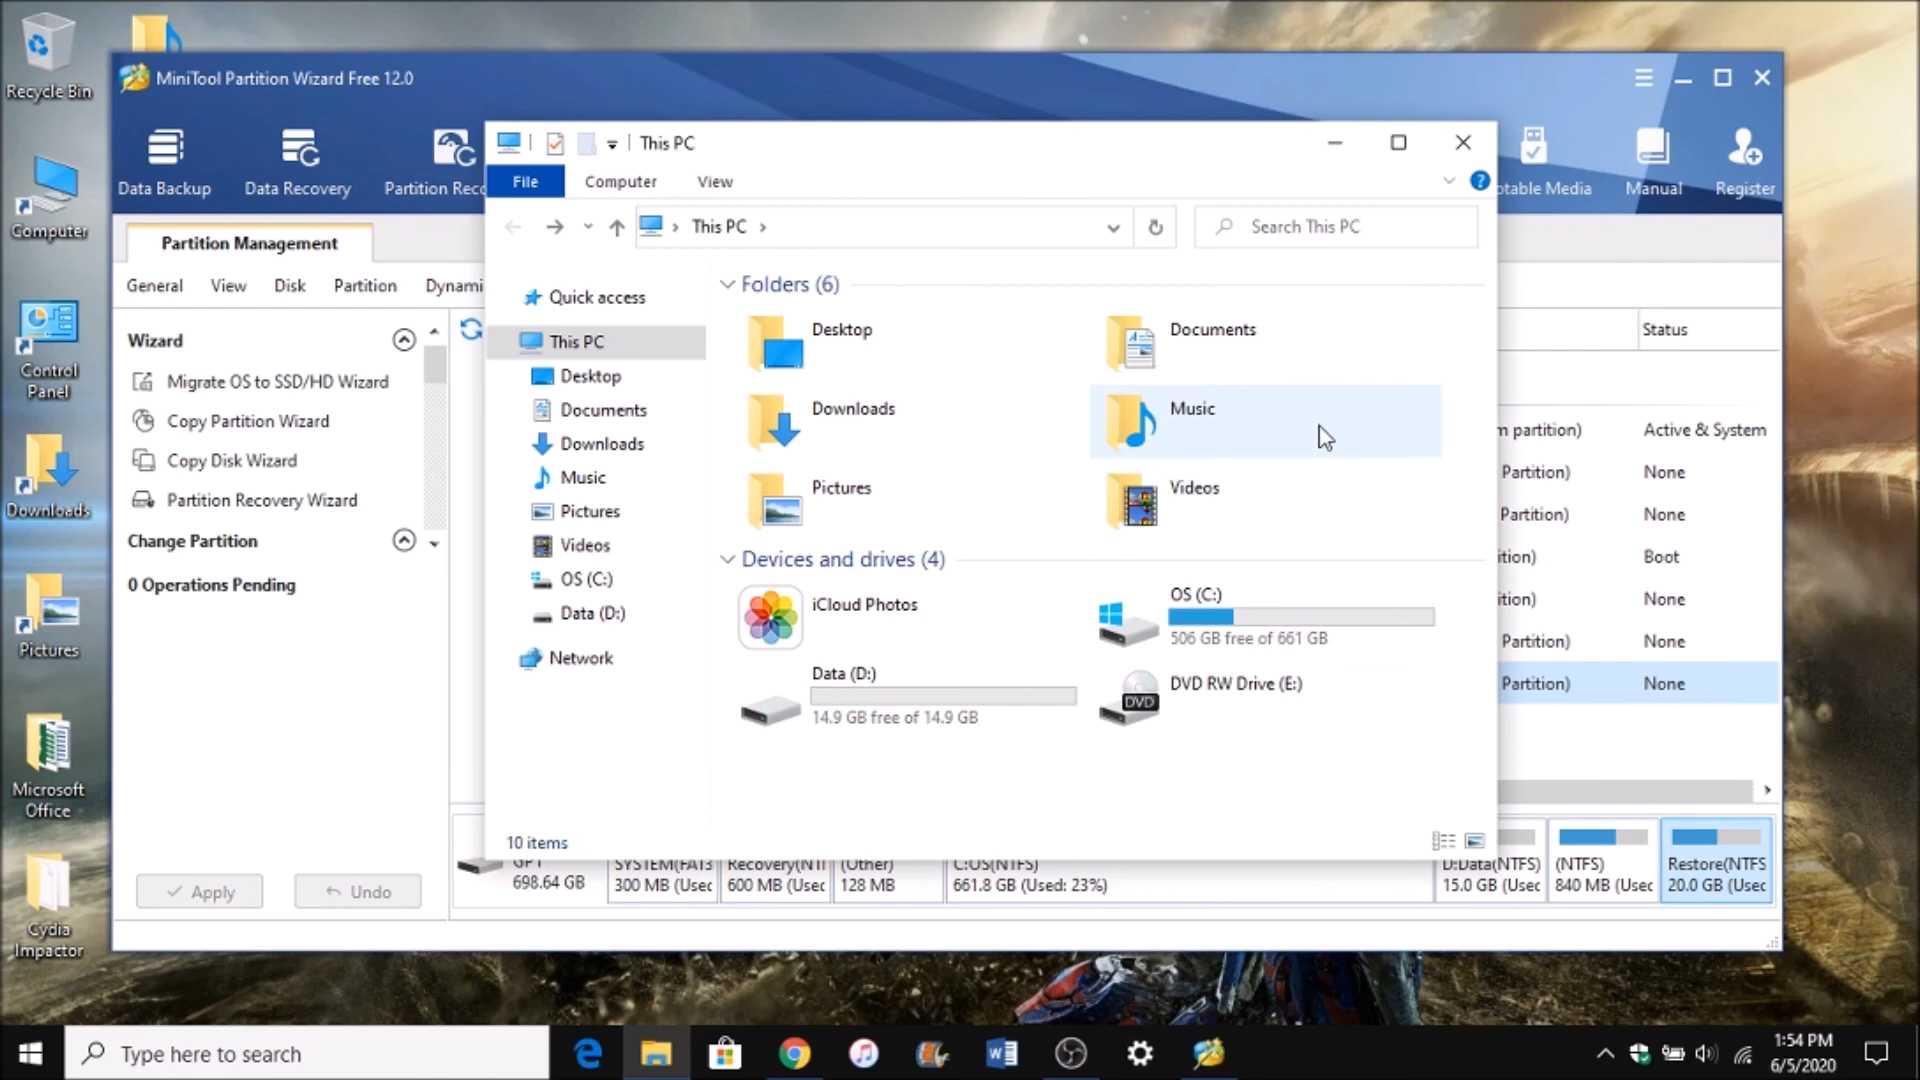 Recycle Bin
Computer
Control
Panel
Downloads
Pictures
Microsoft
Office
Cydia
Impactor
MiniTool Partition Wizard Free 12.0
Data Backup
Data Recovery
Partition
Media
Manual
Register
Partition Management
General
View
Disk
Partition
Wizard
Migrate OS to SSD/HD Wizard
Copy Partition Wizard
Copy Disk Wizard
Partition Recovery Wizard
Change Partition
0 Operations Pending
Apply
Undo
This PC
File
Computer
View
?
This PC
Search This PC
Quick access
This PC
Desktop
Documents
Downloads
Music
Pictures
Videos
OS (C:)
Data (D:)
Network
Folders (6)
Desktop
Documents
Downloads
Music
Pictures
Videos
Devices and drives (4)
iCloud Photos
OS (C:)
506 GB free of 661 GB
Data (D:)
14.9 GB free of 14.9 GB
DVD
DVD RW Drive (E:)
10 items
Status
partition) Active & System
Partition) None
Partition) None
Boot
None
Partition) None
Partition) None
GPT
698.64 GB
SYSTEM(FAT3
300 MB (Usec
Recovery(NTI
600 MB (Usec
(Other)
128 MB
C:OS(NTFS)
661.8 GB (Used: 23%)
D:Data(NTFS)
15.0 GB (Usec
(NTFS)
840 MB (Usec
Restore(NTFS
20.0 GB (Usec
Type here to search
1:54 PM
6/5/2020